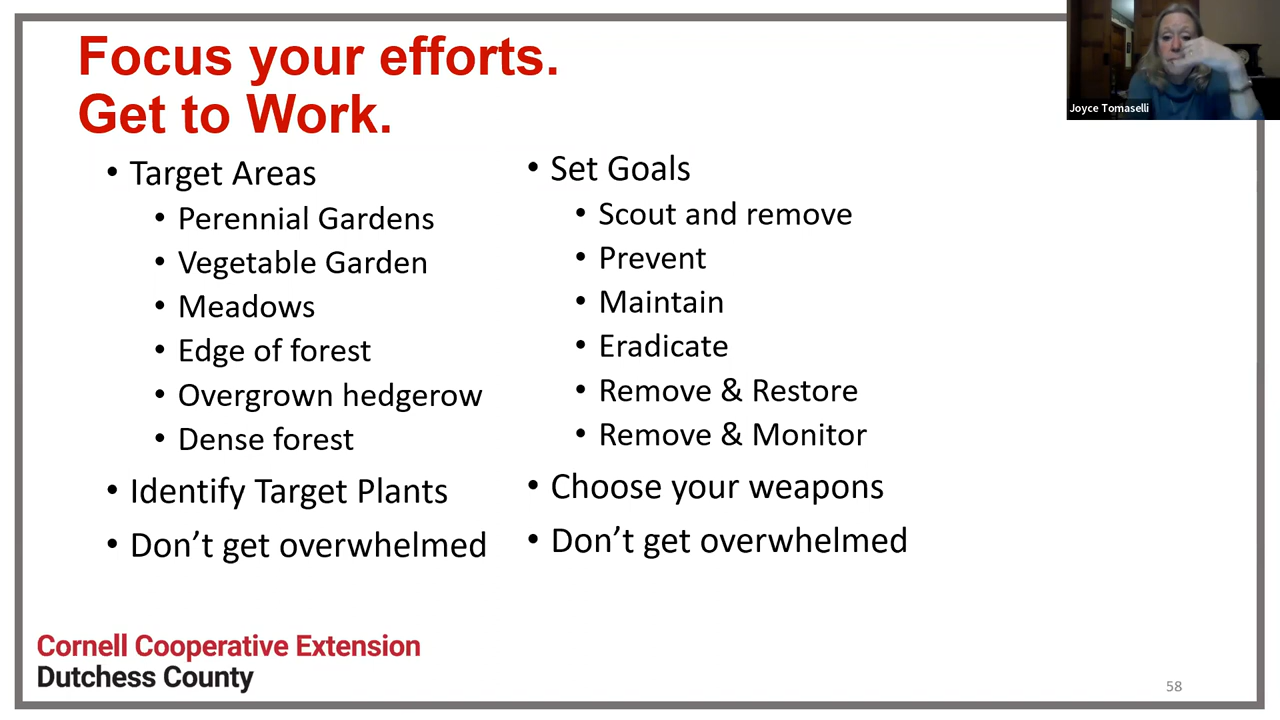 Focus your efforts.
Get to Work.
Joyce Tomaselli
• Target Areas
• Perennial Gardens
• Vegetable Garden
• Meadows
• Edge of forest
• Overgrown hedgerow
• Dense forest
• Identify Target Plants
• Don’t get overwhelmed
• Set Goals
• Scout and remove
• Prevent
• Maintain
• Eradicate
• Remove & Restore
• Remove & Monitor
• Choose your weapons
• Don’t get overwhelmed
Cornell Cooperative Extension
Dutchess County
58